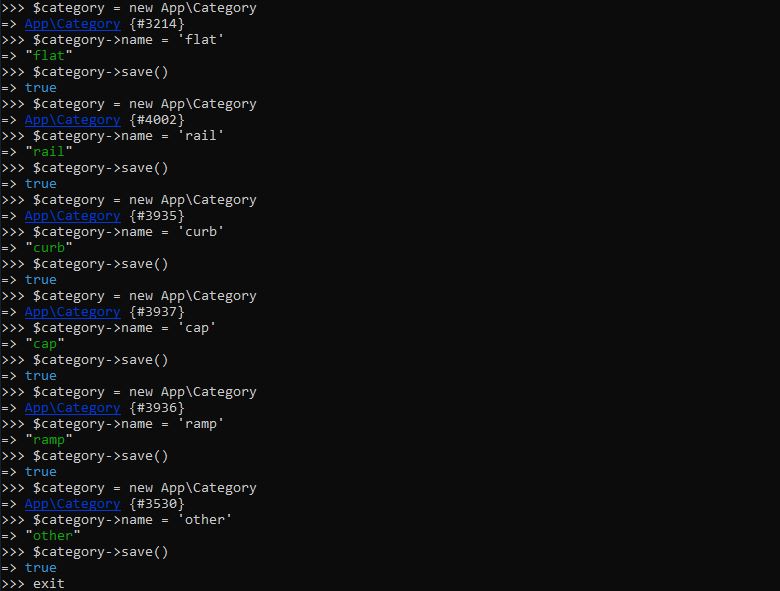 >>> $category = new App\Category
=> App\Category {#3214}
>>> $category->name = 'flat'
=> "flat"
>>> $category->save()
=> true
>>> $category = new App\Category
=> App\Category {#4002}
>>> $category->name = 'rail'
=> "rail"
>>> $category->save()
=> true
>>> $category = new App\Category
=> App\Category {#3935}
>>> $category->name = 'curb'
=> "curb"
>>> $category->save()
=> true
>>> $category = new App\Category
=> App\Category {#3937}
>>> $category->name = 'cap'
=> "cap"
>>> $category->save()
=> true
>>> $category = new App\Category
=> App\Category {#3936}
>>> $category->name = 'ramp'
=> "ramp"
>>> $category->save()
=> true
>>> $category = new App\Category
=> App\Category {#3530}
>>> $category->name = 'other'
=> "other"
>>> $category->save()
=> true
>>> exit